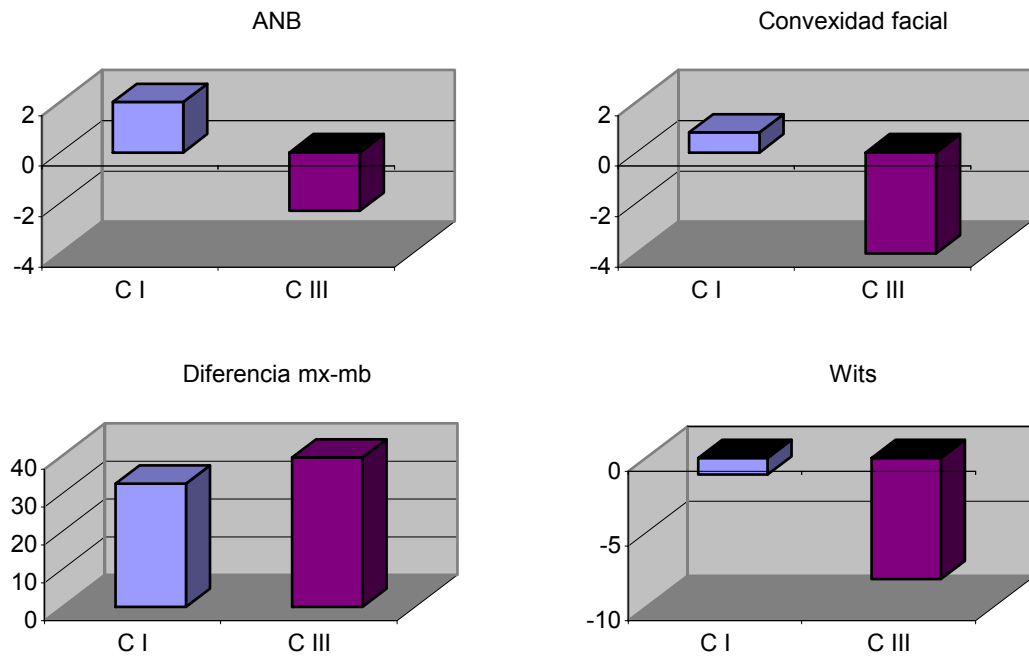 ANB
2
0
-2
-4
C I
C III
Convexidad facial
2
0
-2
-4
C I
C III
Diferencia mx-mb
40
30
20
10
0
C I
C III
Wits
0
-5
-10
C I
C III